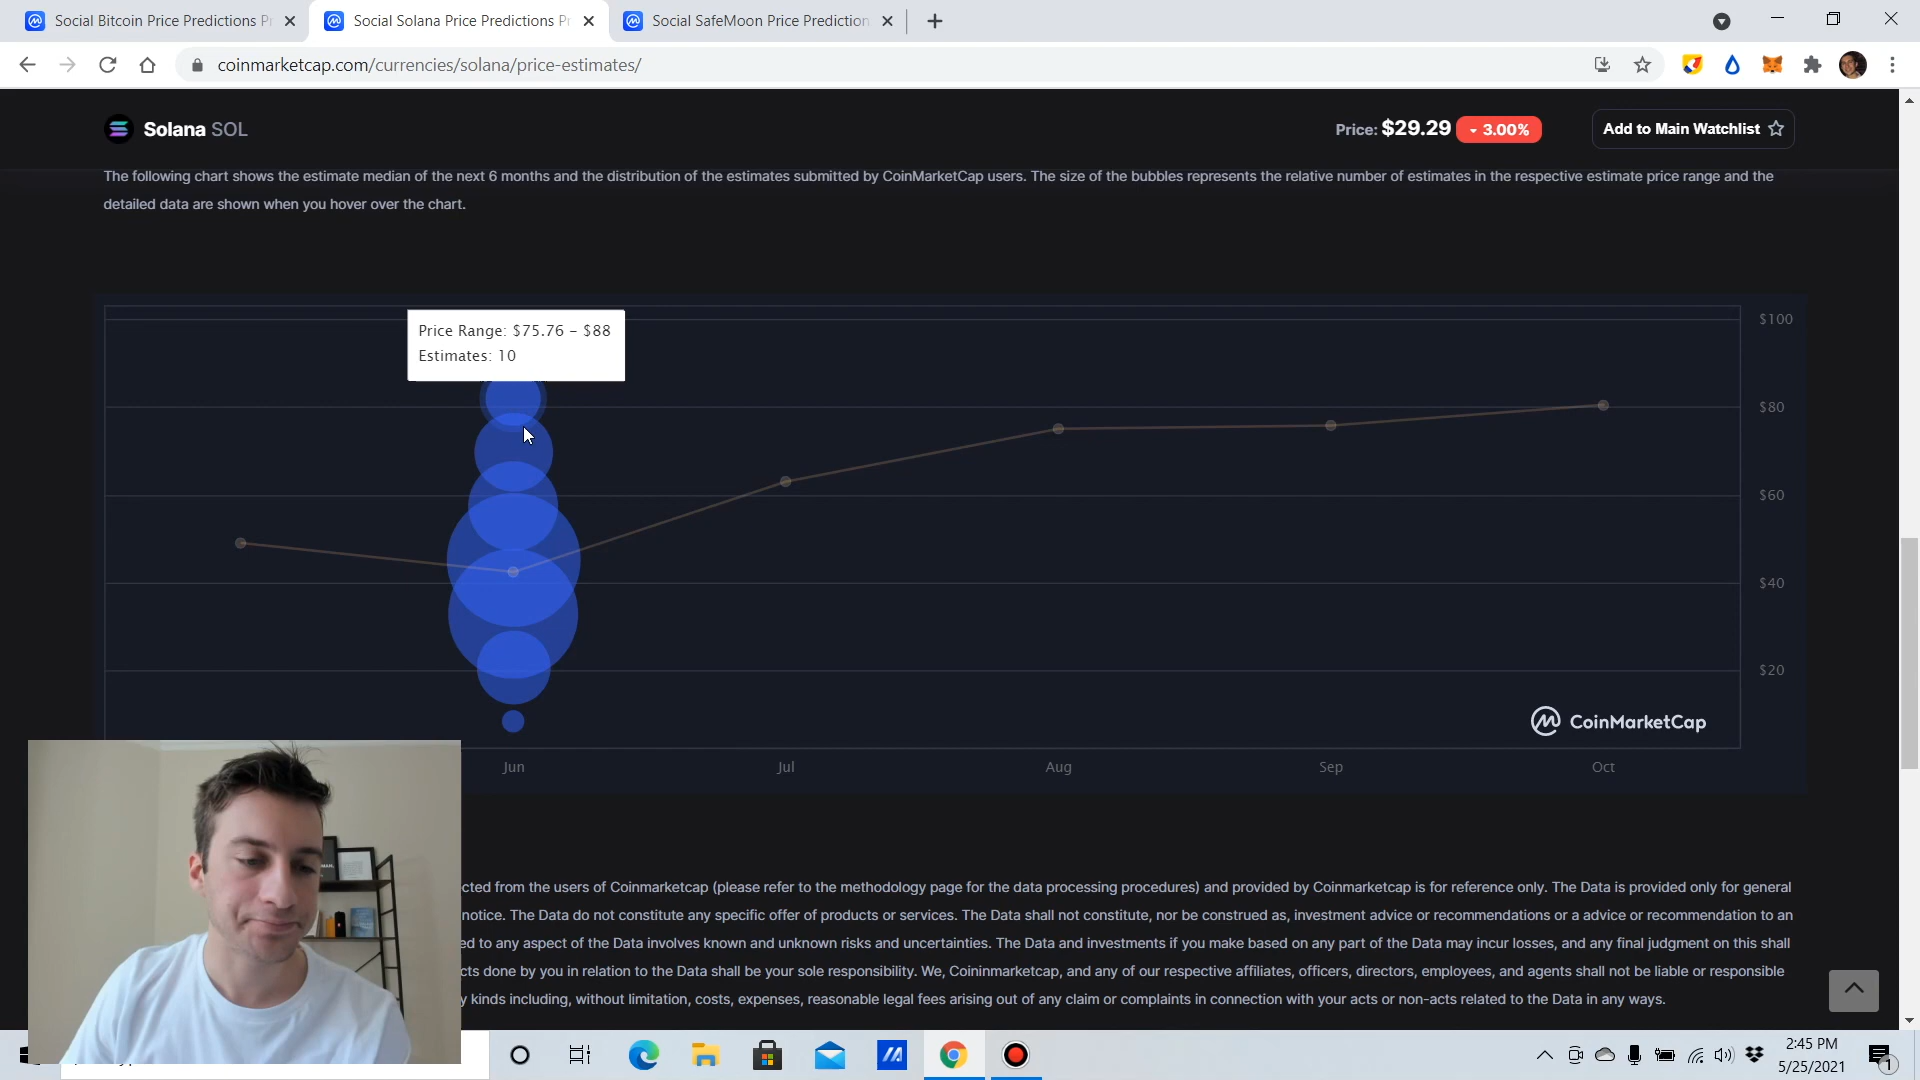 Social Bitcoin Price Predictions
Social Solana Price Predictions
Social SafeMoon Price Prediction
coinmarketcap.com/currencies/solana/price-estimates/
Solana SOL
Price: $29.29
3.00%
Add to Main Watchlist
The following chart shows the estimate median of the next 6 months and the distribution of the estimates submitted by CoinMarketCap users. The size of the bubbles represents the relative number of estimates in the respective estimate price range and the
detailed data are shown when you hover over the chart.
Price Range: $75.76 – $88
Estimates: 10
$100
$80
$60
$40
$20
CoinMarketCap
Jun
Jul
Aug
Sep
Oct
cted from the users of Coinmarketcap (please refer to the methodology page for the data processing procedures) and provided by Coinmarketcap is for reference only. The Data is provided only for general
notice. The Data do not constitute any specific offer of products or services. The Data shall not constitute, nor be construed as, investment advice or recommendations or a advice or recommendation to an
ed to any aspect of the Data involves known and unknown risks and uncertainties. The Data and investments if you make based on any part of the Data may incur losses, and any final judgment on this shall
cts done by you in relation to the Data shall be your sole responsibility. We, Coininmarketcap, and any of our respective affiliates, officers, directors, employees, and agents shall not be liable or responsible
y kinds including, without limitation, costs, expenses, reasonable legal fees arising out of any claim or complaints in connection with your acts or non-acts related to the Data in any ways.
2:45 PM
5/25/2021
1